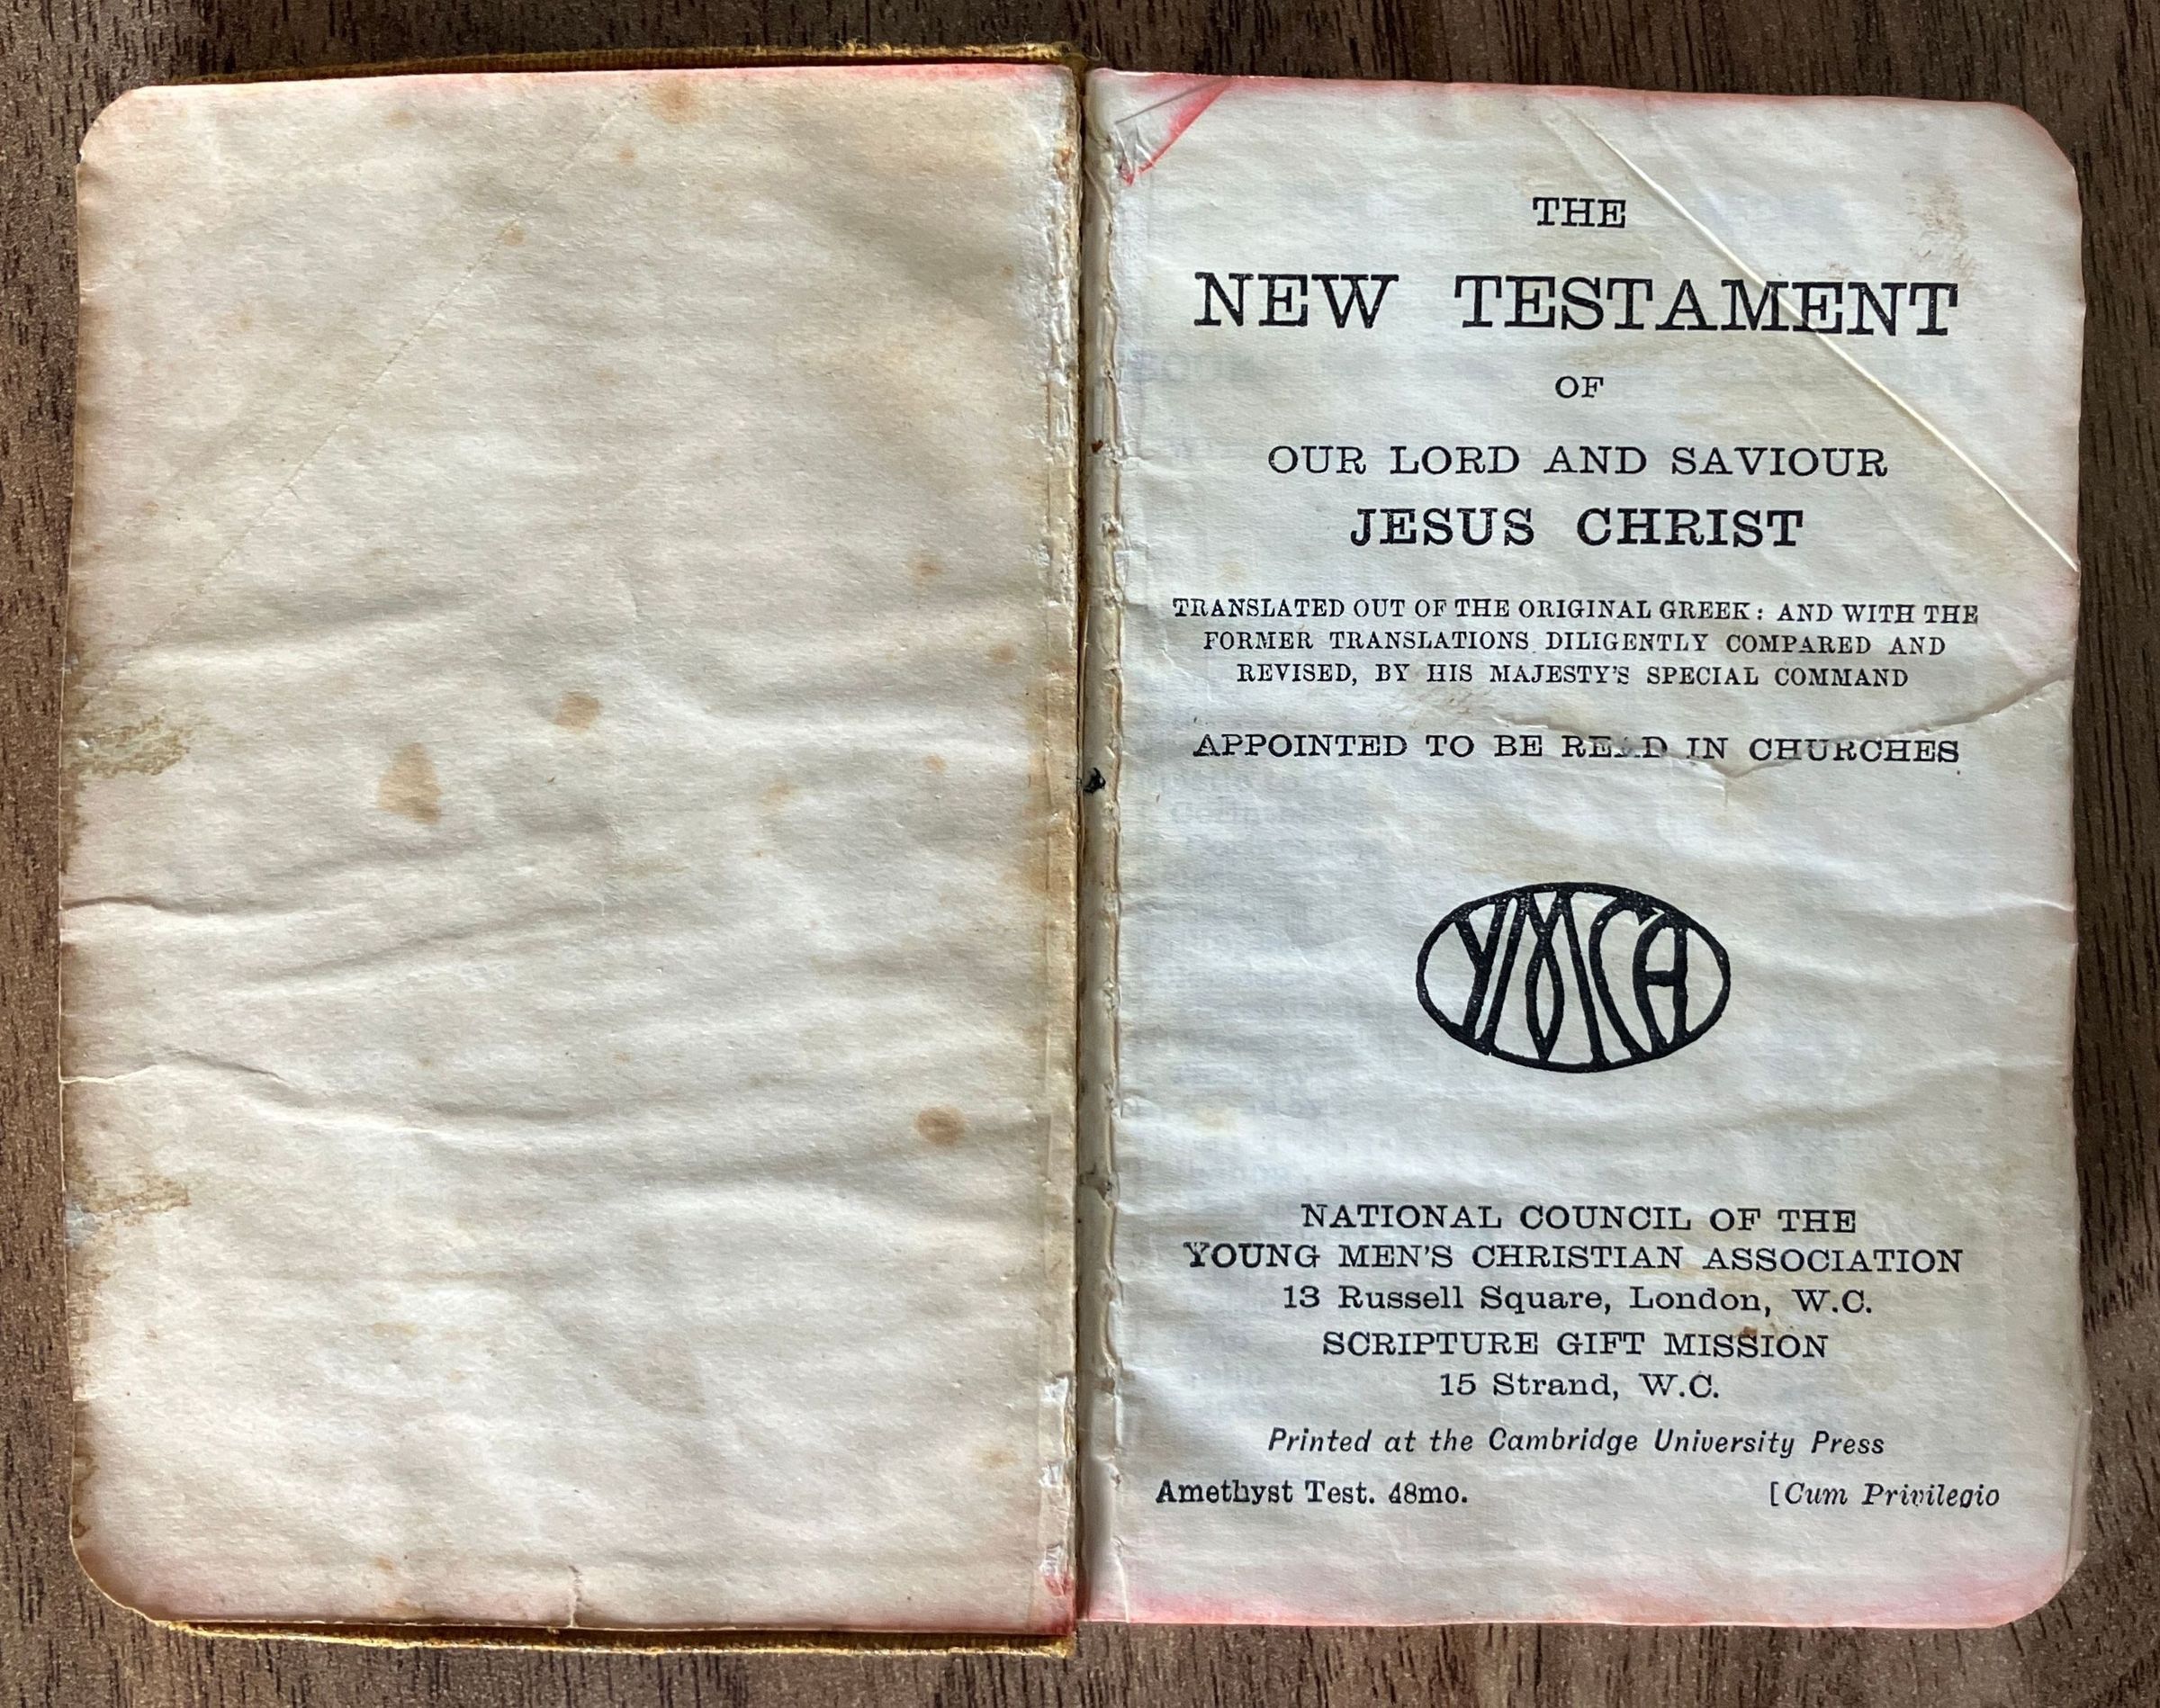 THE
NEW TESTAMENT
OF
OUR LORD AND SAVIOUR
JESUS CHRIST
TRANSLATED OUT OF THE ORIGINAL GREEK: AND WITH THE
FORMER TRANSLATIONS DILIGENTLY COMPARED AND
REVISED, BY HIS MAJESTY'S SPECIAL COMMAND
APPOINTED TO BE READ IN CHURCHES
YMCA
NATIONAL COUNCIL OF THE
YOUNG MEN'S CHRISTIAN ASSOCIATION
13 Russell Square, London, W.C.
SCRIPTURE GIFT MISSION
15 Strand, W.C.
Printed at the Cambridge University Press
Amethyst Test. 48mo. [Cum Privilegio